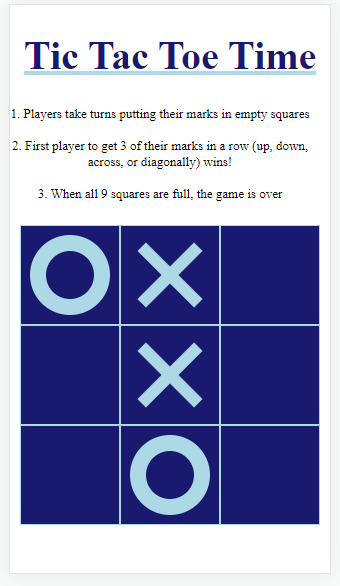 Tic Tac Toe Time
1. Players take turns putting their marks in empty squares
2. First player to get 3 of their marks in a row (up, down,
across, or diagonally) wins!
3. When all 9 squares are full, the game is over